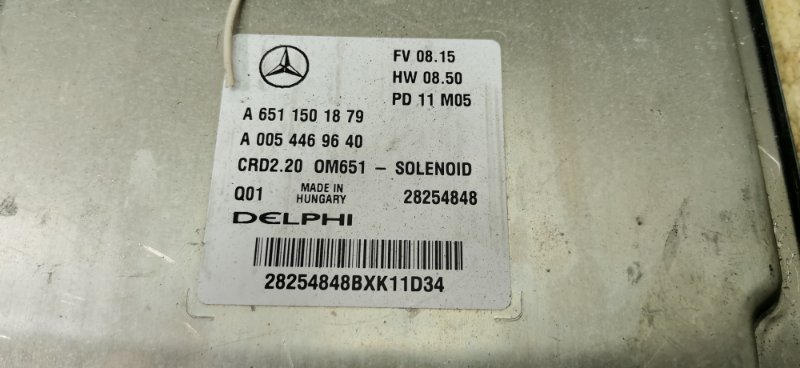 FV 08.15
HW 08.50
PD 11 M05
A 651 150 18 79
A 005 446 96 40
CRD2.20 OM651 – SOLENOID
Q01 MADE IN HUNGARY 28254848
DELPHI
28254848BXK11D34